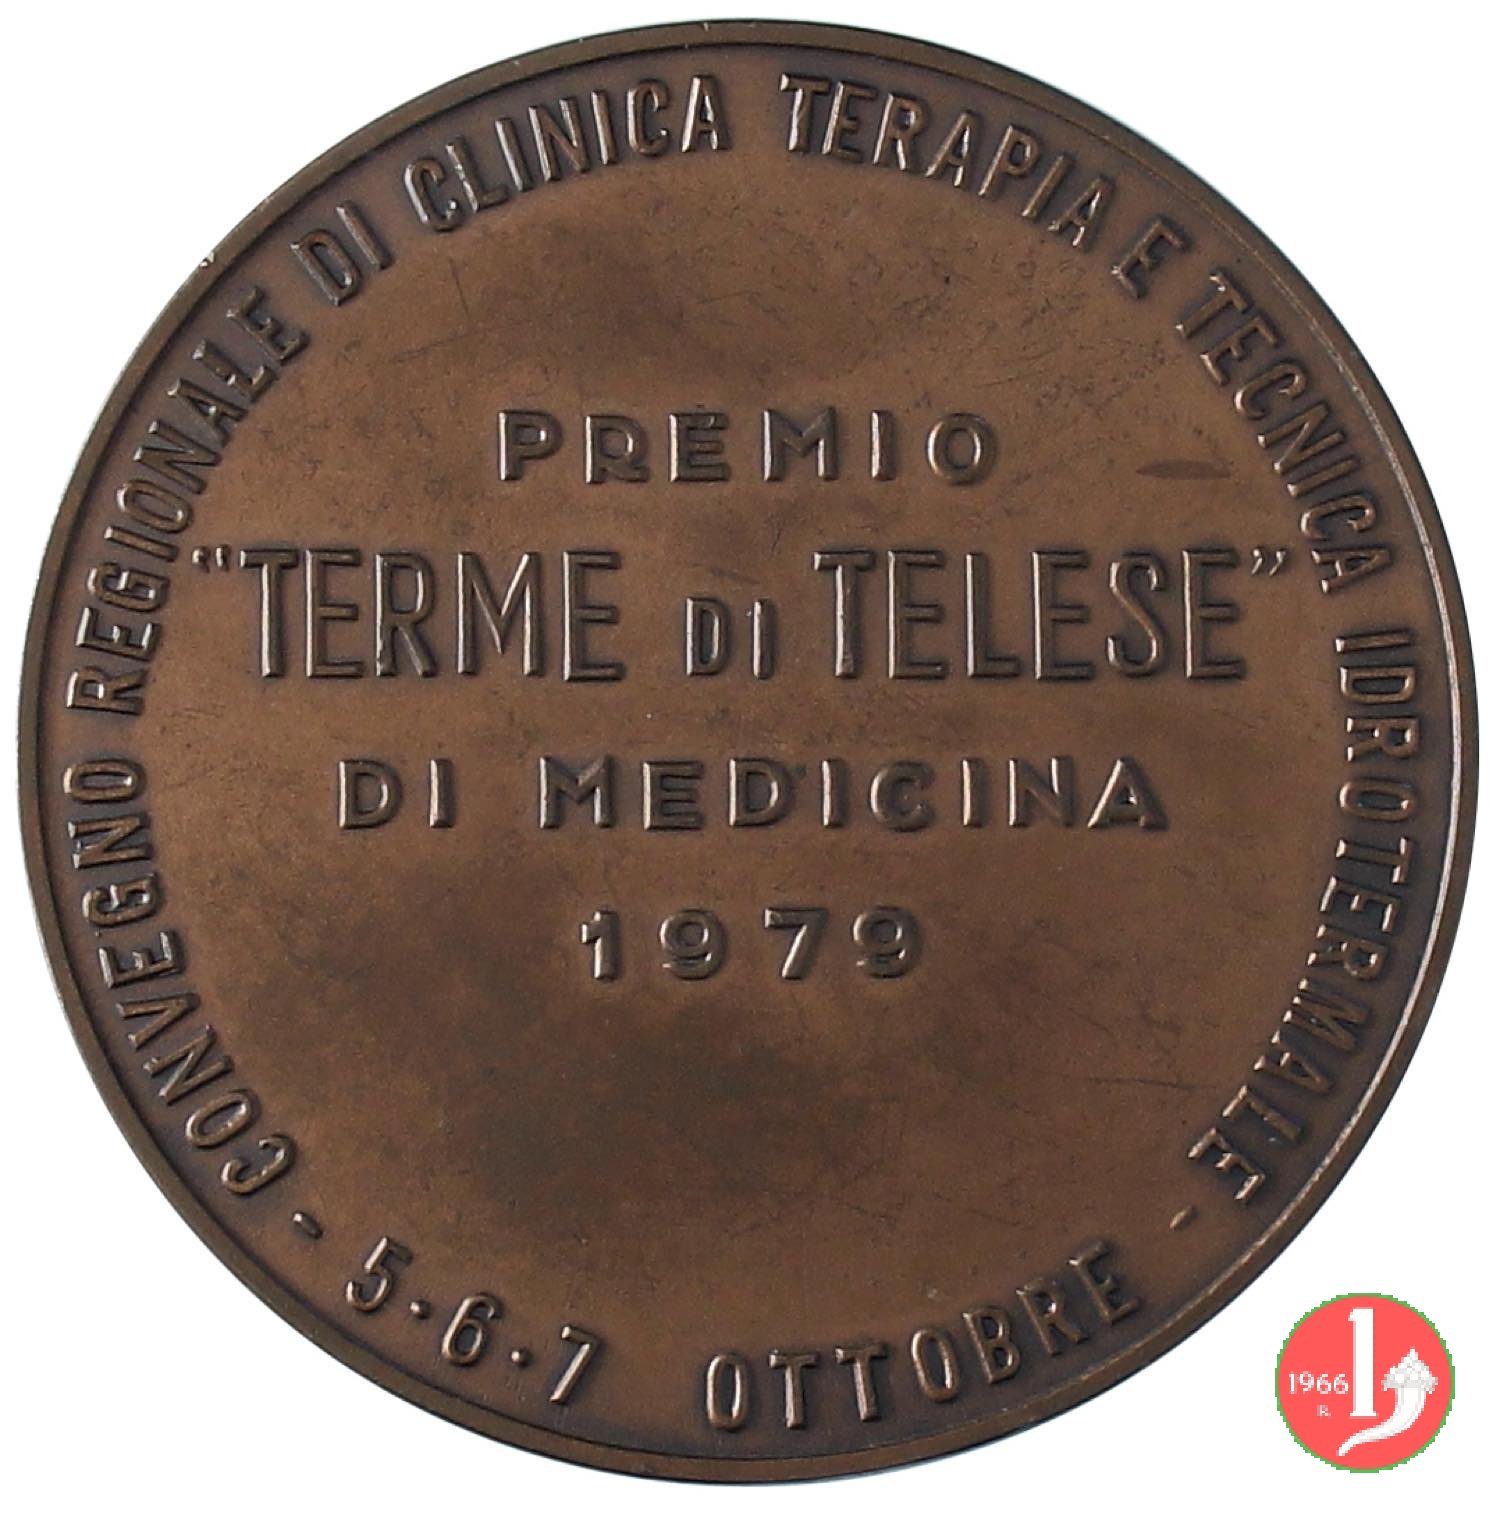 CONVEGNO REGIONALE DI CLINICA TERAPIA E TECNICA IDROTERMALE
- 5·6·7 OTTOBRE -
PREMIO
"TERME DI TELESE"
DI MEDICINA
1979
1966 1
R